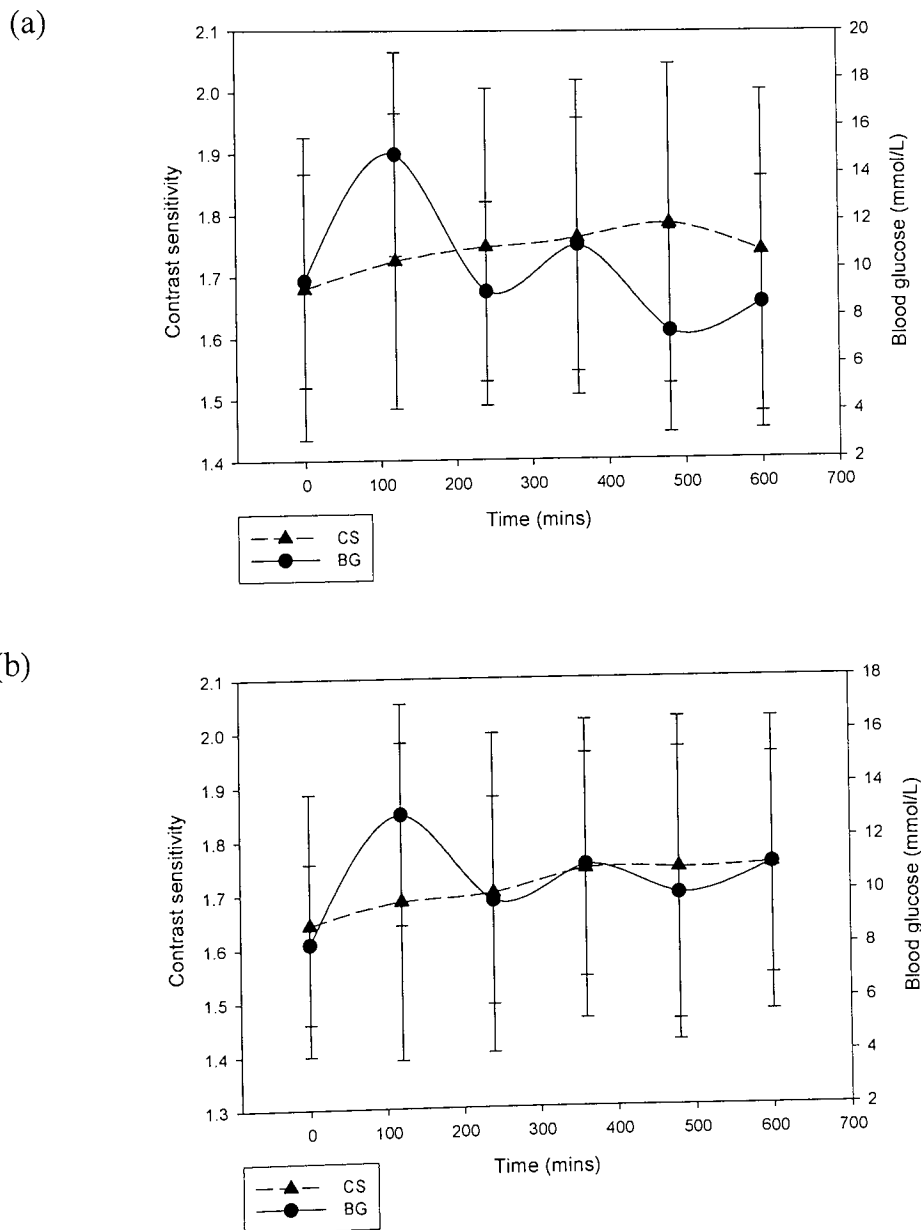 (a)
2.1
2.0
1.9
1.8
1.7
1.6
1.5
1.4
Contrast sensitivity
20
18
16
14
12
10
8
6
4
2
Blood glucose (mmol/L)
0 100 200 300 400 500 600 700
Time (mins)
CS
BG
(b)
2.1
2.0
1.9
1.8
1.7
1.6
1.5
1.4
1.3
Contrast sensitivity
18
16
14
12
10
8
6
4
2
Blood glucose (mmol/L)
0 100 200 300 400 500 600 700
Time (mins)
CS
BG